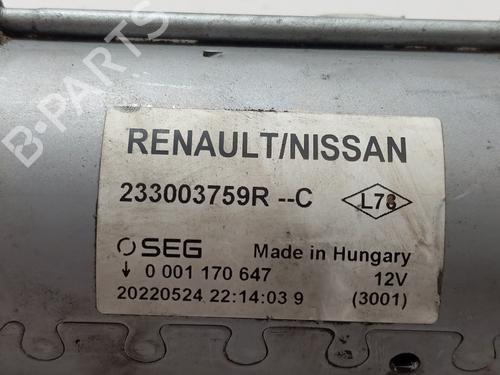 RENAULT/NISSAN
233003759R --C L78
SEG Made in Hungary
↓ 0 001 170 647 12V
20220524 22:14:03 9 (3001)
B-PARTS